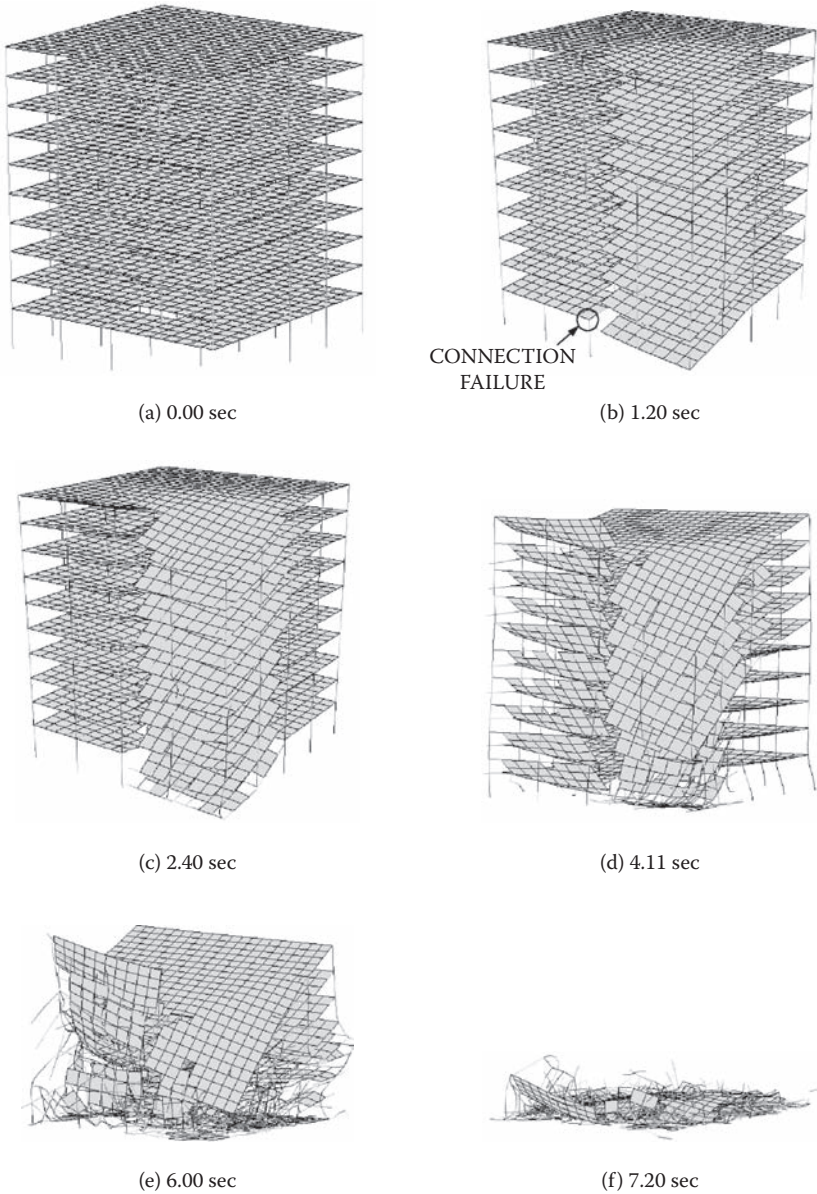 CONNECTION
FAILURE
(a) 0.00 sec
(b) 1.20 sec
(c) 2.40 sec
(d) 4.11 sec
(e) 6.00 sec
(f) 7.20 sec